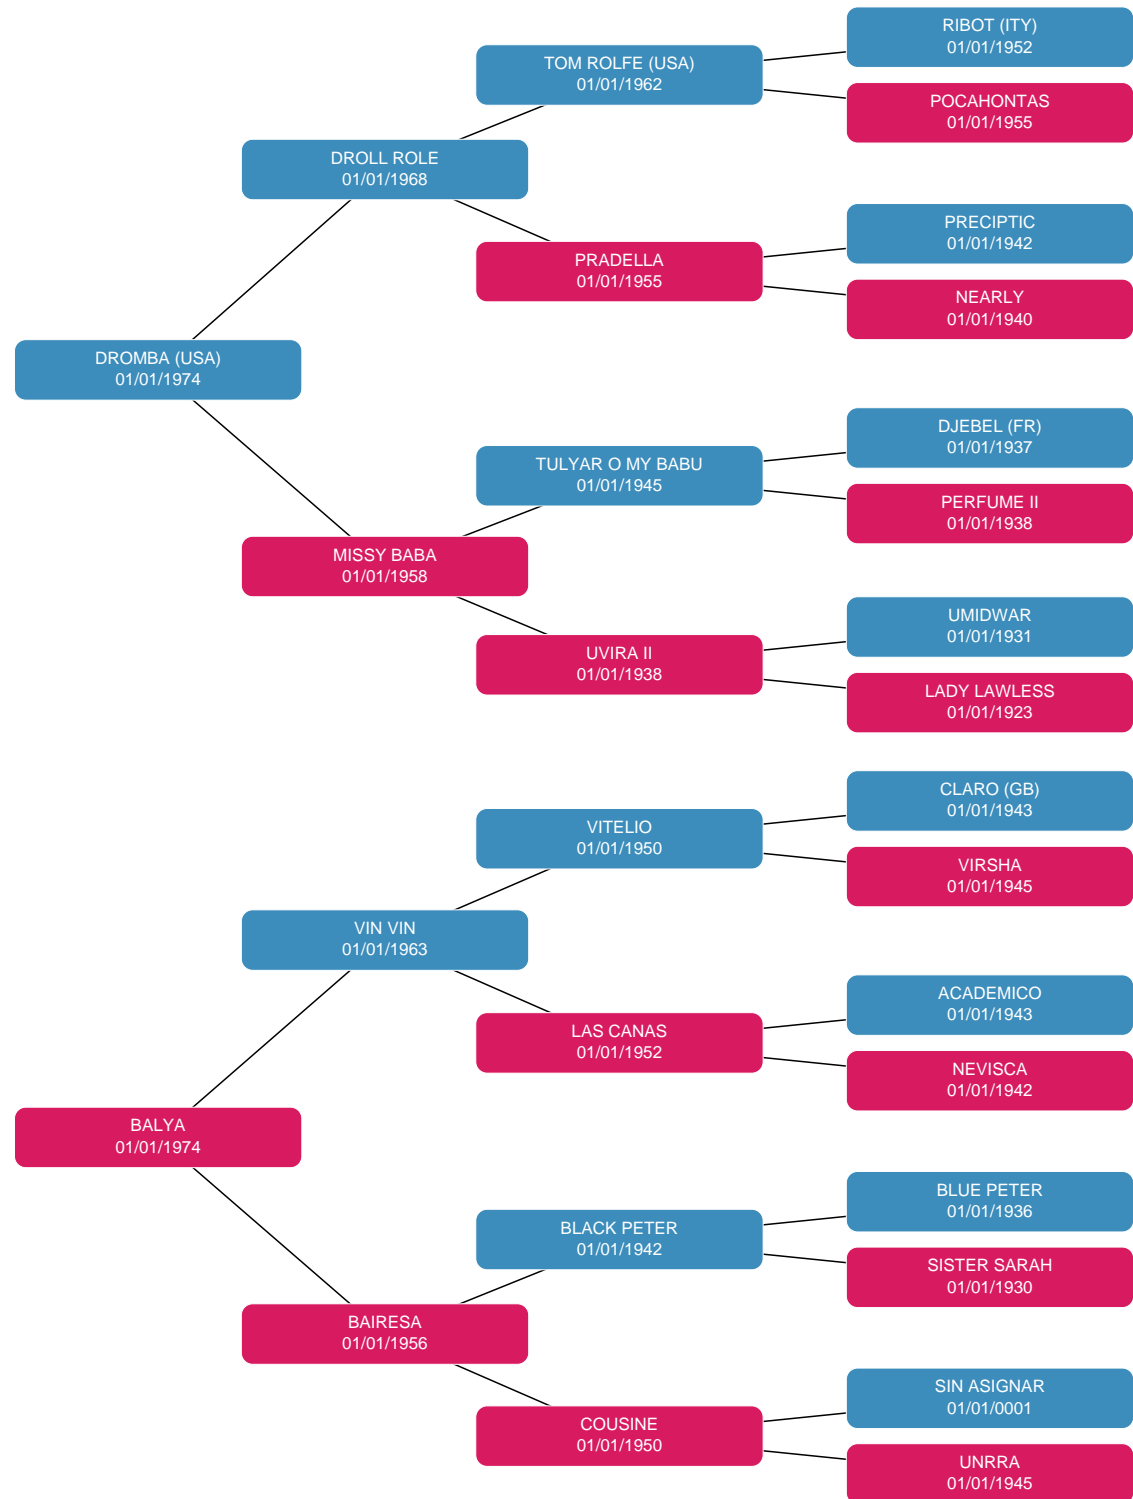 RIBOT (ITY)
01/01/1952
TOM ROLFE (USA)
01/01/1962
POCAHONTAS
01/01/1955
DROLL ROLE
01/01/1968
PRECIPTIC
01/01/1942
PRADELLA
01/01/1955
NEARLY
01/01/1940
DROMBA (USA)
01/01/1974
DJEBEL (FR)
01/01/1937
TULYAR O MY BABU
01/01/1945
PERFUME II
01/01/1938
MISSY BABA
01/01/1958
UMIDWAR
01/01/1931
UVIRA II
01/01/1938
LADY LAWLESS
01/01/1923
CLARO (GB)
01/01/1943
VITELIO
01/01/1950
VIRSHA
01/01/1945
VIN VIN
01/01/1963
ACADEMICO
01/01/1943
LAS CANAS
01/01/1952
NEVISCA
01/01/1942
BALYA
01/01/1974
BLUE PETER
01/01/1936
BLACK PETER
01/01/1942
SISTER SARAH
01/01/1930
BAIRESA
01/01/1956
SIN ASIGNAR
01/01/0001
COUSINE
01/01/1950
UNRRA
01/01/1945